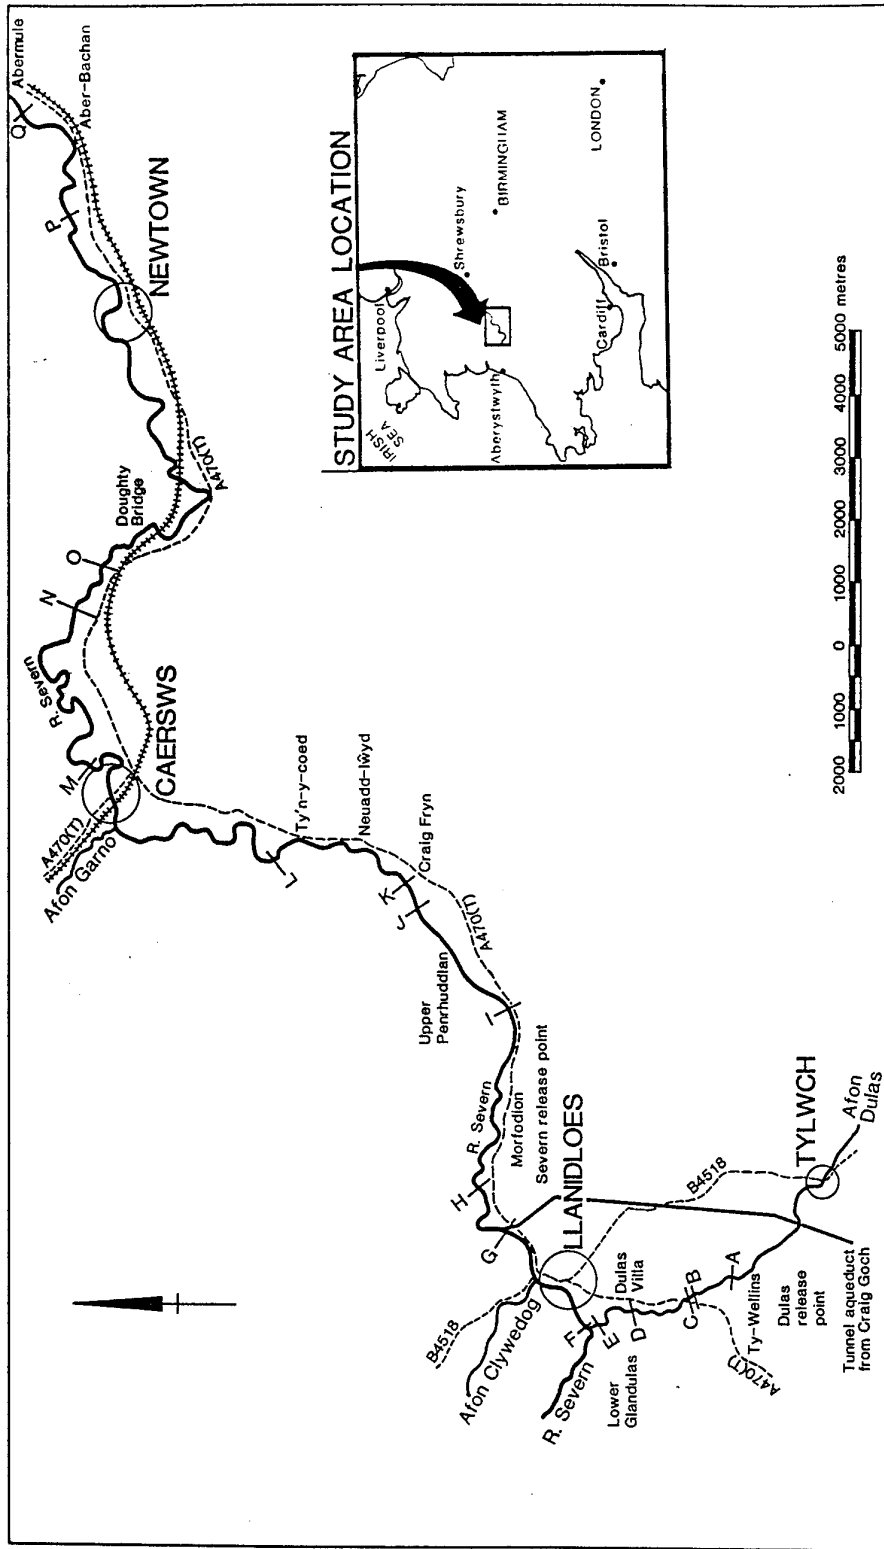 Abermule
Q
Aber-Bachan
P
NEWTOWN
A470(T)
Doughty
Bridge
O
N
R. Severn
CAERSWS
M
A470(T)
Afon Garno
L
Ty'n-y-coed
Neuadd-lŵyd
Craig Fryn
K
J
A470(T)
Upper
Penrhuddlan
I
R. Severn
Morfodion
Severn release point
H
G
LLANIDLOES
B4518
Afon Clywedog
R. Severn
F
E
D
Dulas
Villa
Lower
Glandulas
C
B
A
Ty-Wellins
A470(T)
Dulas
release
point
B4518
TYLWCH
Afon
Dulas
Tunnel aqueduct
from Craig Goch
STUDY AREA LOCATION
IRISH
SEA
Liverpool
Shrewsbury
BIRMINGHAM
Aberystwyth
Cardiff
Bristol
LONDON
2000 1000 0 1000 2000 3000 4000 5000 metres